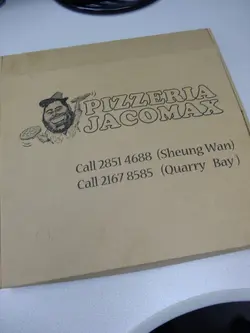 PIZZERIA
JACOMAX
Call 2851 4688 (Sheung Wan)
Call 2167 8585 (Quarry Bay)